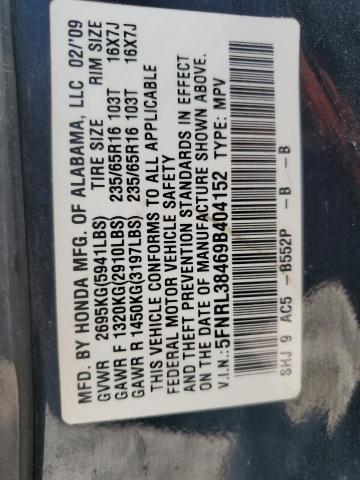 MFD. BY HONDA MFG. OF ALABAMA, LLC 02/'09
GVWR 2695KG(5941LBS) TIRE SIZE RIM SIZE
GAWR F 1320KG(2910LBS) 235/65R16 103T 16X7J
GAWR R 1450KG(3197LBS) 235/65R16 103T 16X7J
THIS VEHICLE CONFORMS TO ALL APPLICABLE
FEDERAL MOTOR VEHICLE SAFETY
AND THEFT PREVENTION STANDARDS IN EFFECT
ON THE DATE OF MANUFACTURE SHOWN ABOVE.
V.I.N.: 5FNRL38469B404152 TYPE: MPV
SHJ 9 AC5 -B552P -B -B